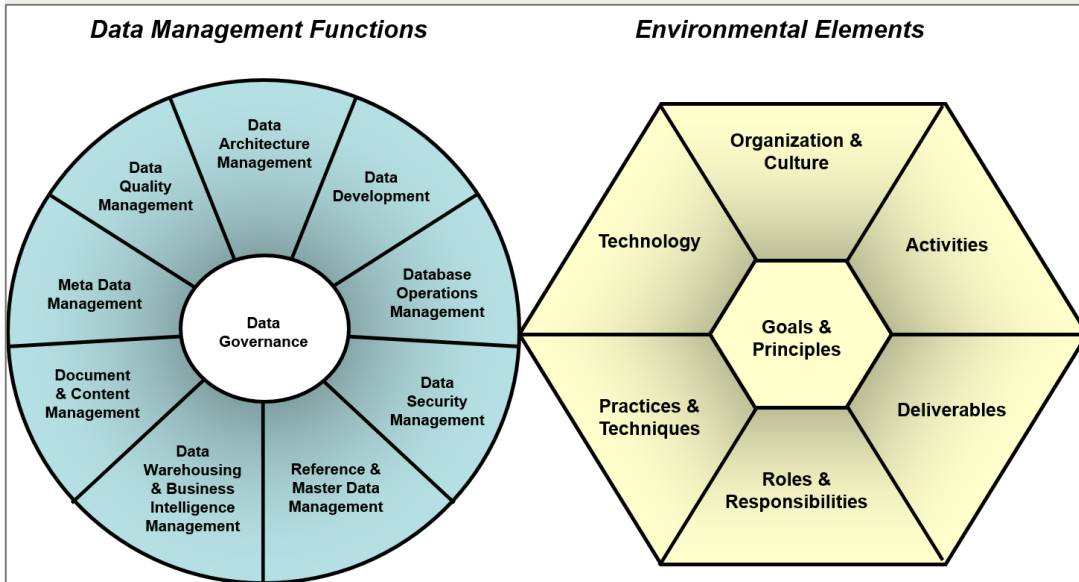 Data Management Functions
Data
Architecture
Management
Data
Development
Database
Operations
Management
Data
Security
Management
Reference &
Master Data
Management
Data
Warehousing
& Business
Intelligence
Management
Document
& Content
Management
Meta Data
Management
Data
Quality
Management
Data
Governance
Environmental Elements
Organization &
Culture
Activities
Deliverables
Roles &
Responsibilities
Practices &
Techniques
Technology
Goals &
Principles